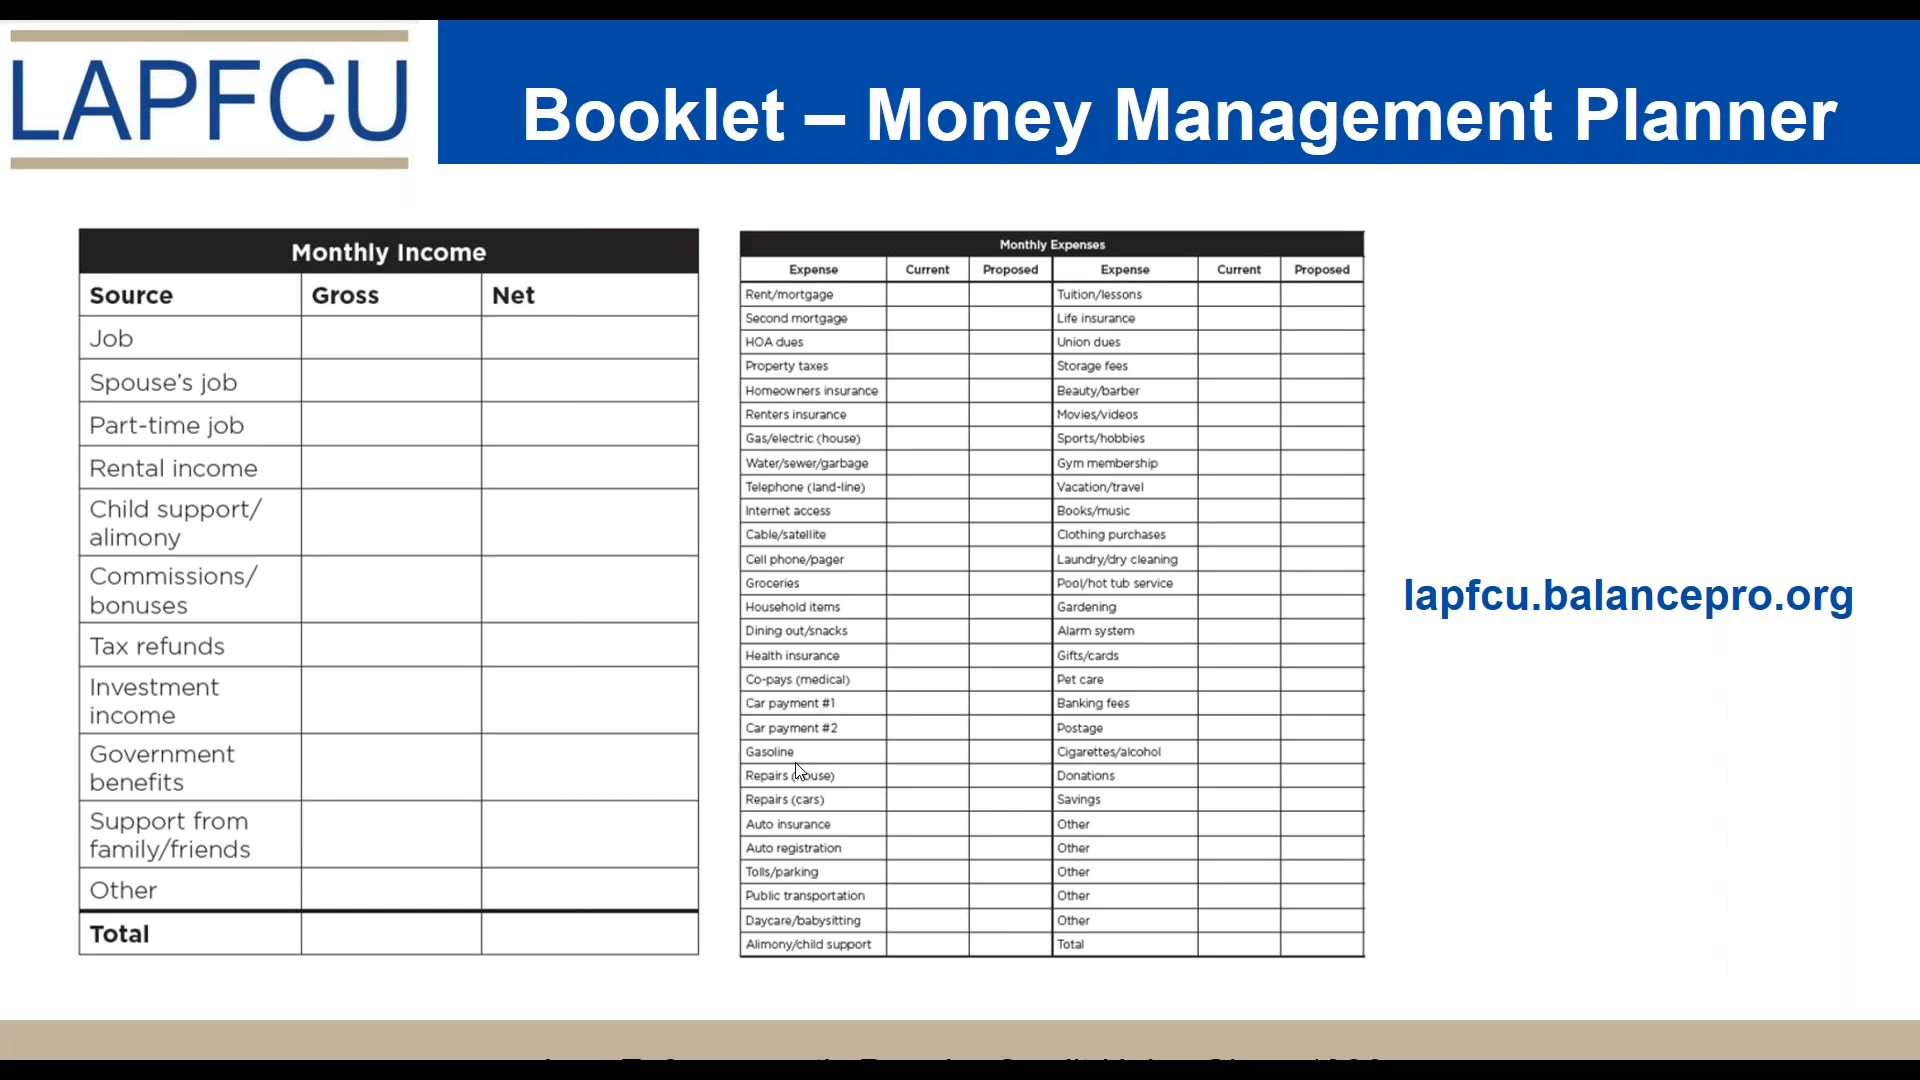 LAPFCU
Booklet – Money Management Planner
Monthly Income
Source Gross Net
Job
Spouse's job
Part-time job
Rental income
Child support/
alimony
Commissions/
bonuses
Tax refunds
Investment
income
Government
benefits
Support from
family/friends
Other
Total
Monthly Expenses
Expense Current Proposed Expense Current Proposed
Rent/mortgage Tuition/lessons
Second mortgage Life insurance
HOA dues Union dues
Property taxes Storage fees
Homeowners insurance Beauty/barber
Renters insurance Movies/videos
Gas/electric (house) Sports/hobbies
Water/sewer/garbage Gym membership
Telephone (land-line) Vacation/travel
Internet access Books/music
Cable/satellite Clothing purchases
Cell phone/pager Laundry/dry cleaning
Groceries Pool/hot tub service
Household items Gardening
Dining out/snacks Alarm system
Health insurance Gifts/cards
Co-pays (medical) Pet care
Car payment #1 Banking fees
Car payment #2 Postage
Gasoline Cigarettes/alcohol
Repairs (house) Donations
Repairs (cars) Savings
Auto insurance Other
Auto registration Other
Tolls/parking Other
Public transportation Other
Daycare/babysitting Other
Alimony/child support Total
lapfcu.balancepro.org